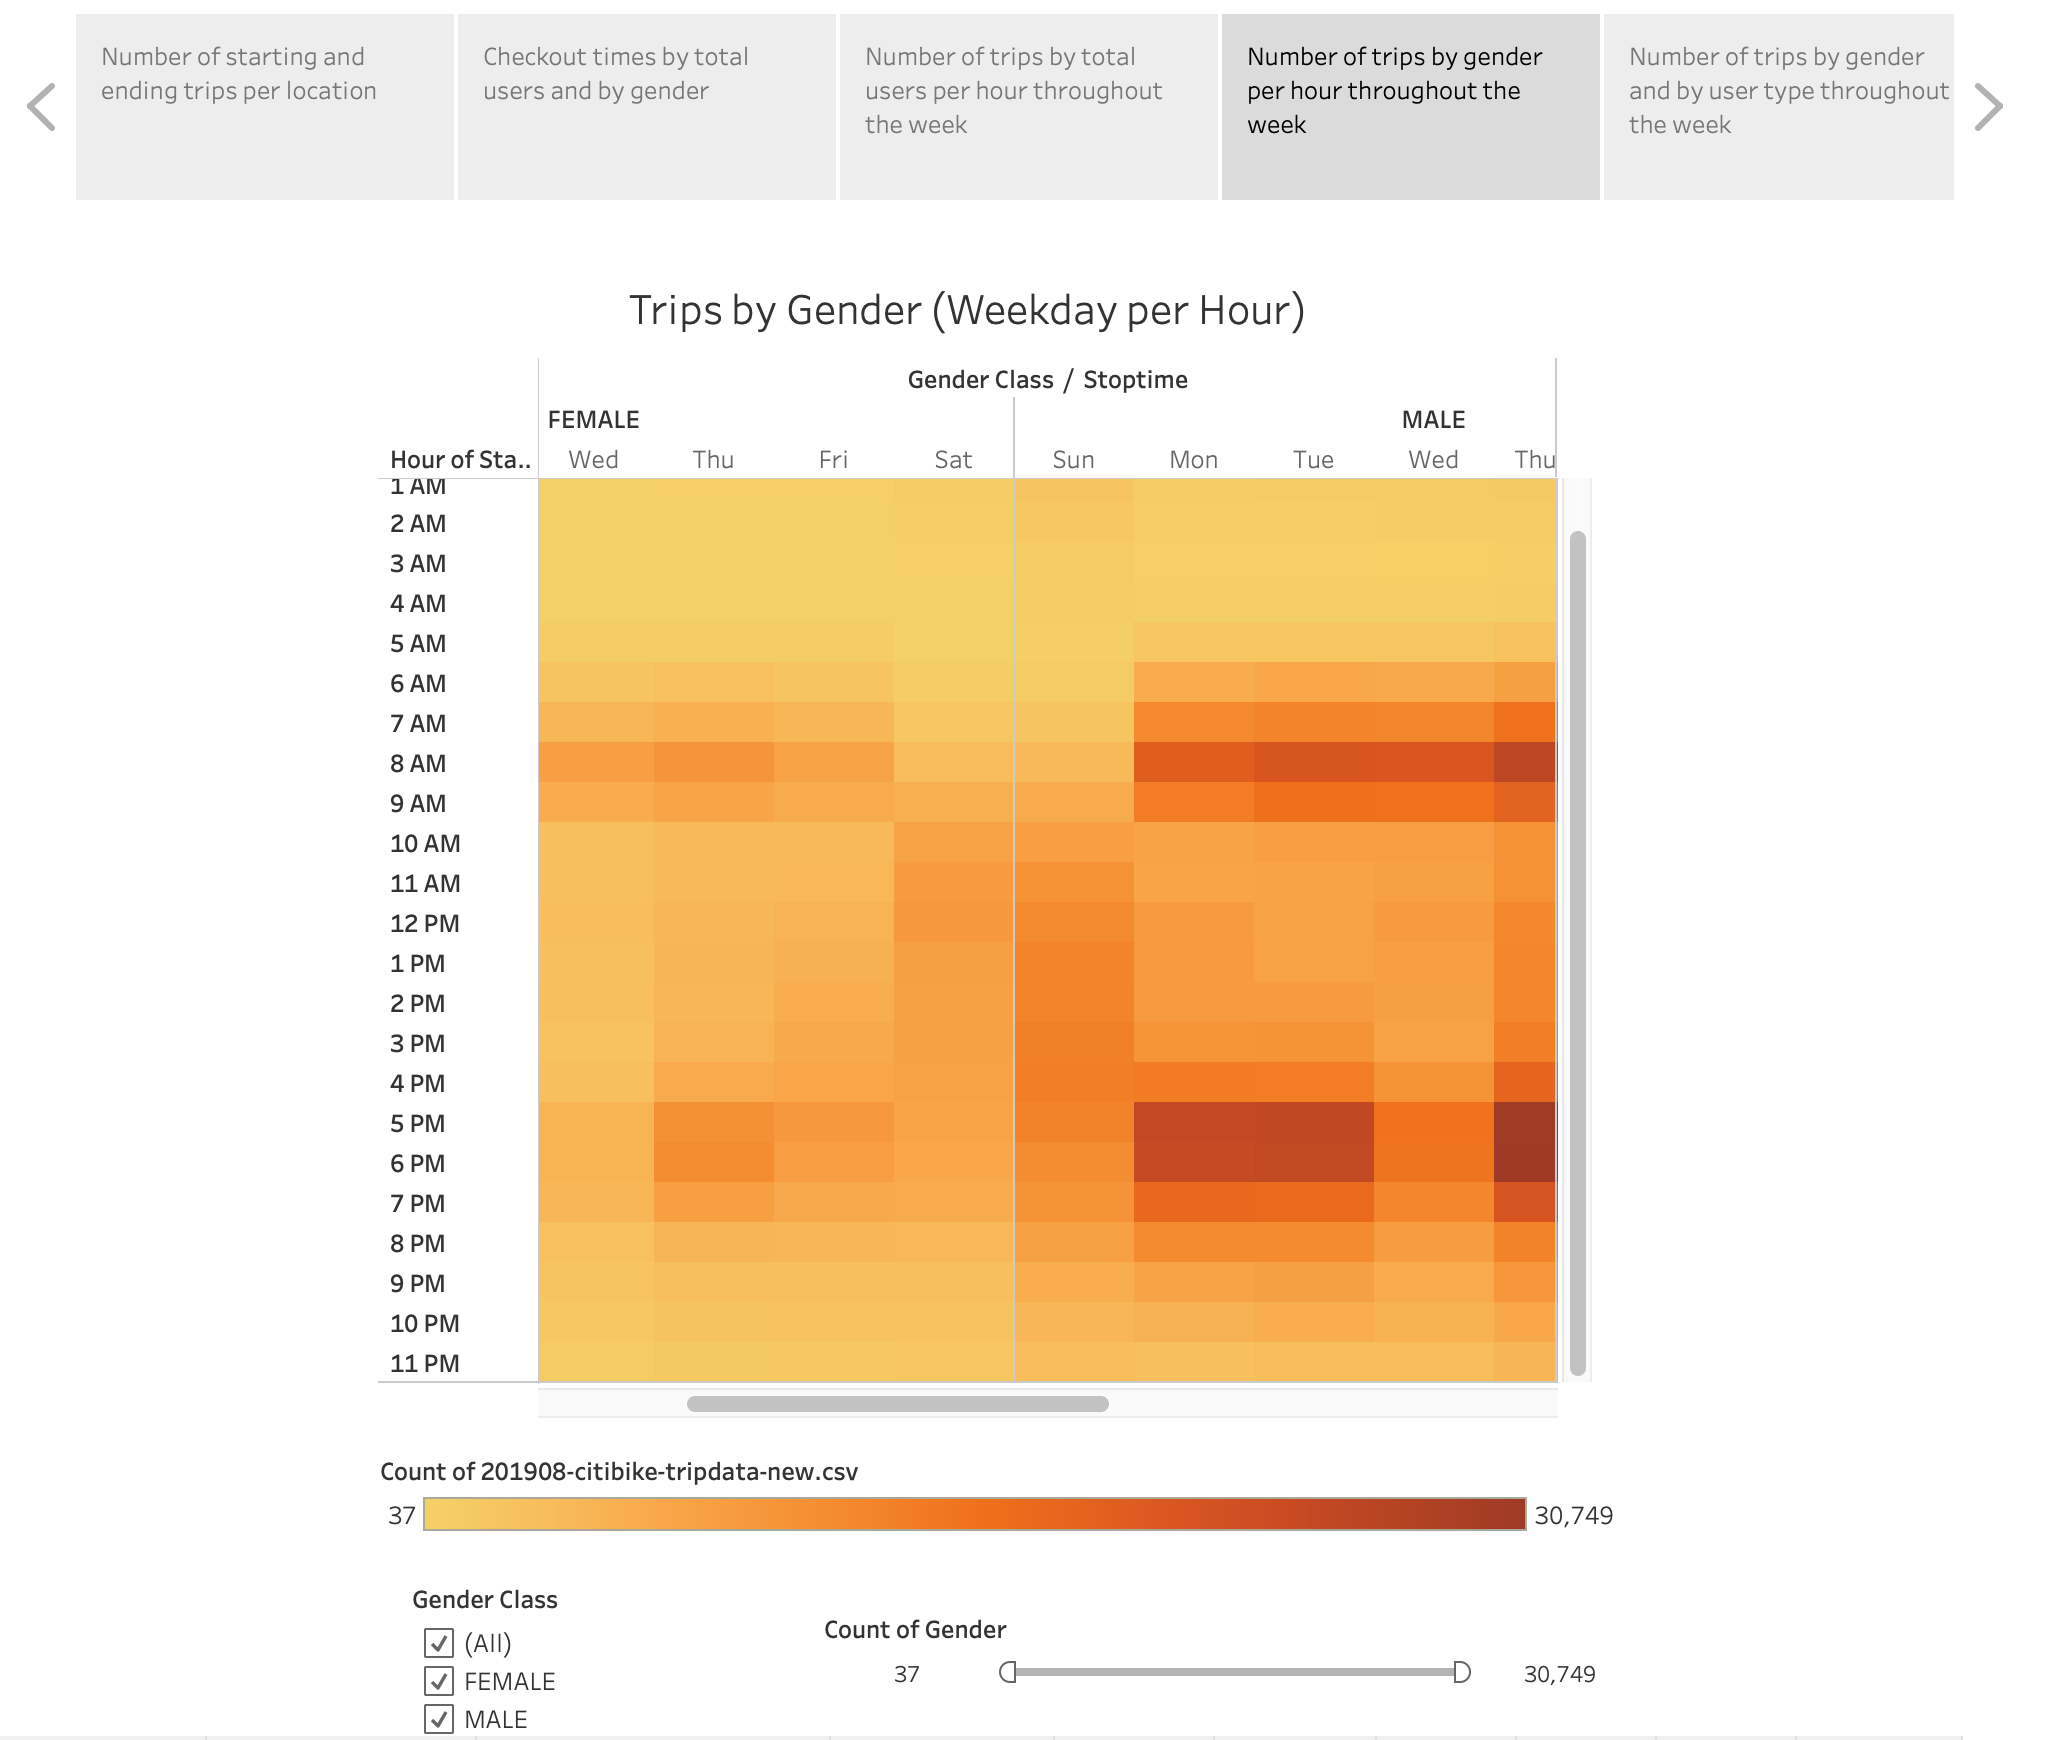 Number of starting and
ending trips per location
Checkout times by total
users and by gender
Number of trips by total
users per hour throughout
the week
Number of trips by gender
per hour throughout the
week
Number of trips by gender
and by user type throughout
the week
Trips by Gender (Weekday per Hour)
Gender Class / Stoptime
FEMALE MALE
Hour of Sta.. Wed Thu Fri Sat Sun Mon Tue Wed Thu
1 AM
2 AM
3 AM
4 AM
5 AM
6 AM
7 AM
8 AM
9 AM
10 AM
11 AM
12 PM
1 PM
2 PM
3 PM
4 PM
5 PM
6 PM
7 PM
8 PM
9 PM
10 PM
11 PM
Count of 201908-citibike-tripdata-new.csv
37 30,749
Gender Class
(All)
FEMALE
MALE
Count of Gender
37 30,749